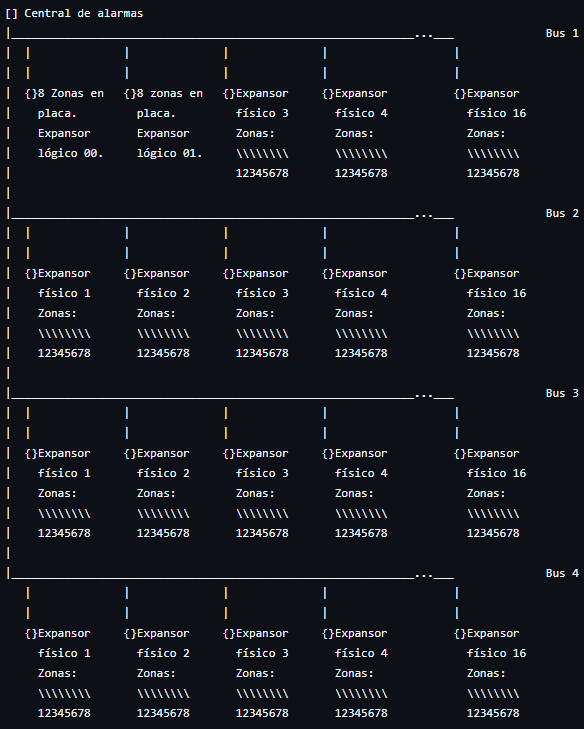 [] Central de alarmas
|_____________________________________________________________...___ Bus 1
| | | | | |
| | | | | |
| {}8 Zonas en {}8 zonas en {}Expansor {}Expansor {}Expansor
| placa. placa. físico 3 físico 4 físico 16
| Expansor Expansor Zonas: Zonas: Zonas:
| lógico 00. lógico 01. \\\\\\\\ \\\\\\\\ \\\\\\\\
| 12345678 12345678 12345678
|
|_____________________________________________________________...___ Bus 2
| | | | | |
| | | | | |
| {}Expansor {}Expansor {}Expansor {}Expansor {}Expansor
| físico 1 físico 2 físico 3 físico 4 físico 16
| Zonas: Zonas: Zonas: Zonas: Zonas:
| \\\\\\\\ \\\\\\\\ \\\\\\\\ \\\\\\\\ \\\\\\\\
| 12345678 12345678 12345678 12345678 12345678
|
|_____________________________________________________________...___ Bus 3
| | | | | |
| | | | | |
| {}Expansor {}Expansor {}Expansor {}Expansor {}Expansor
| físico 1 físico 2 físico 3 físico 4 físico 16
| Zonas: Zonas: Zonas: Zonas: Zonas:
| \\\\\\\\ \\\\\\\\ \\\\\\\\ \\\\\\\\ \\\\\\\\
| 12345678 12345678 12345678 12345678 12345678
|
|_____________________________________________________________...___ Bus 4
| | | | |
| | | | |
{}Expansor {}Expansor {}Expansor {}Expansor {}Expansor
físico 1 físico 2 físico 3 físico 4 físico 16
Zonas: Zonas: Zonas: Zonas: Zonas:
\\\\\\\\ \\\\\\\\ \\\\\\\\ \\\\\\\\ \\\\\\\\
12345678 12345678 12345678 12345678 12345678